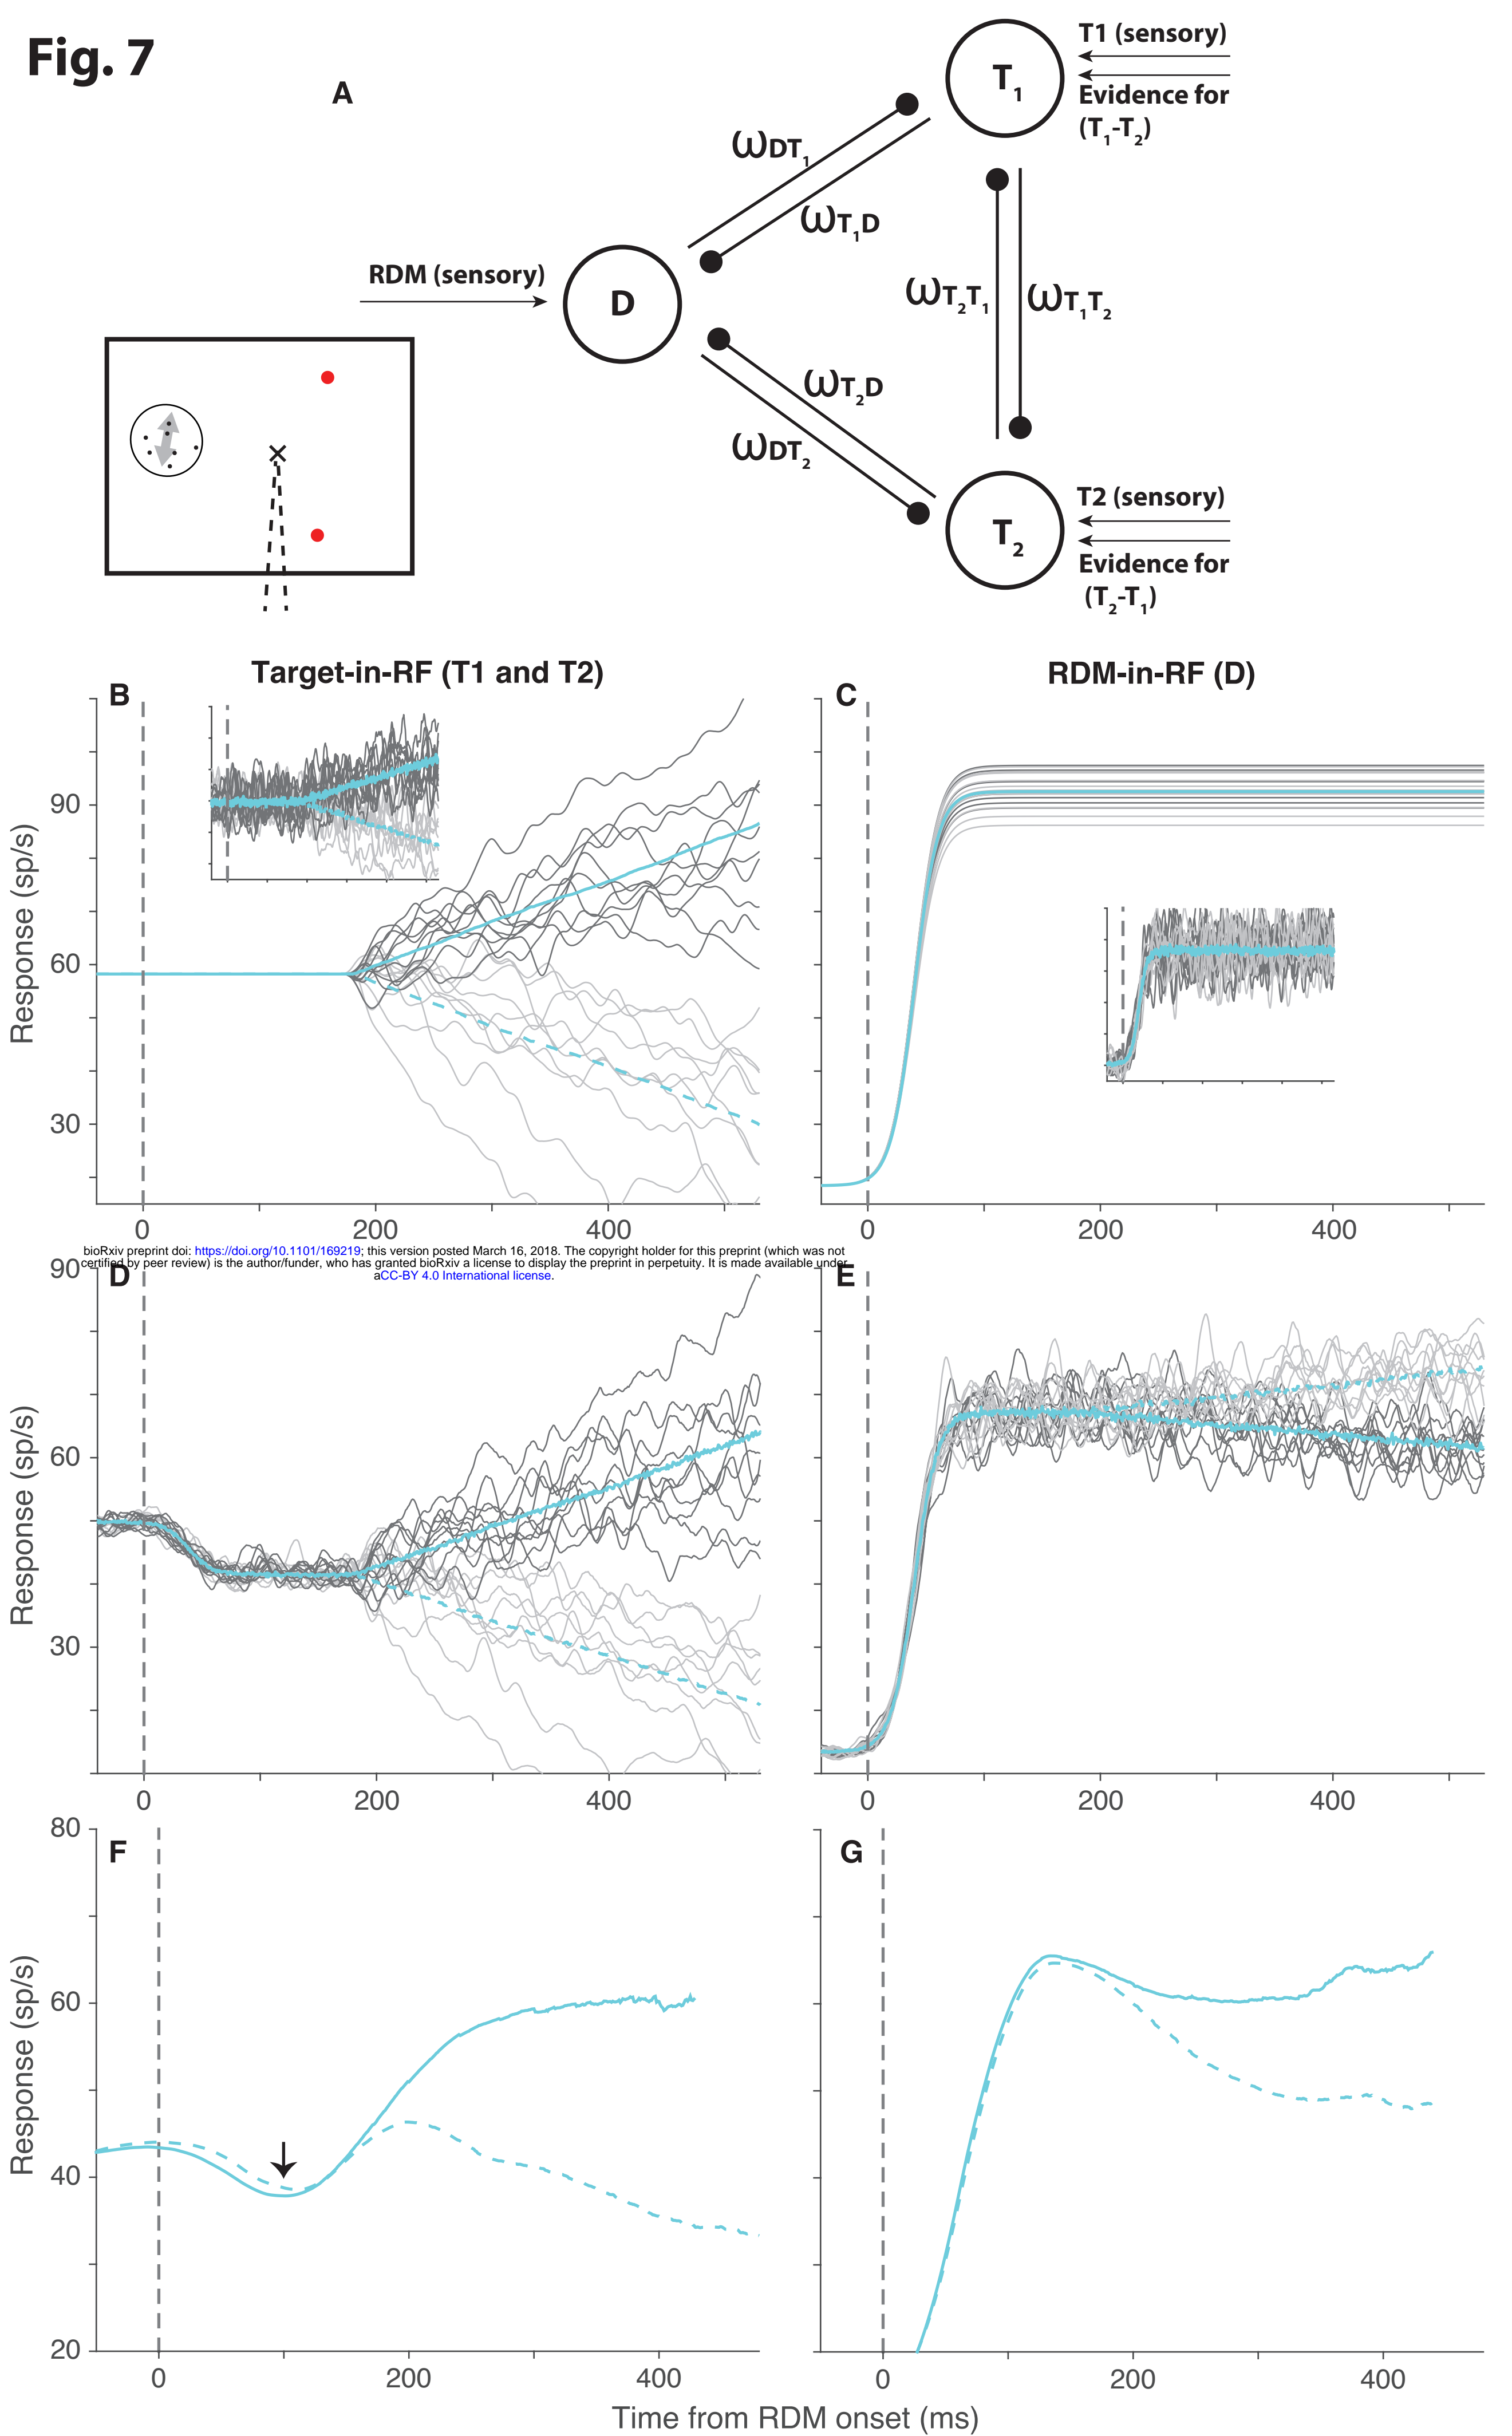 Fig. 7
A
T1 (sensory)
T1
Evidence for
(T1-T2)
ωDT1
ωT1D
RDM (sensory)
D
ωT2T1
ωT1T2
ωT2D
ωDT2
T2 (sensory)
T2
Evidence for
(T2-T1)
Target-in-RF (T1 and T2)
RDM-in-RF (D)
B
C
90
60
30
Response (sp/s)
0 200 400
0 200 400
bioRxiv preprint doi: https://doi.org/10.1101/169219; this version posted March 16, 2018. The copyright holder for this preprint (which was not
certified by peer review) is the author/funder, who has granted bioRxiv a license to display the preprint in perpetuity. It is made available under
aCC-BY 4.0 International license.
D
E
90
60
30
Response (sp/s)
0 200 400
0 200 400
F
G
80
60
40
20
Response (sp/s)
0 200 400
0 200 400
Time from RDM onset (ms)